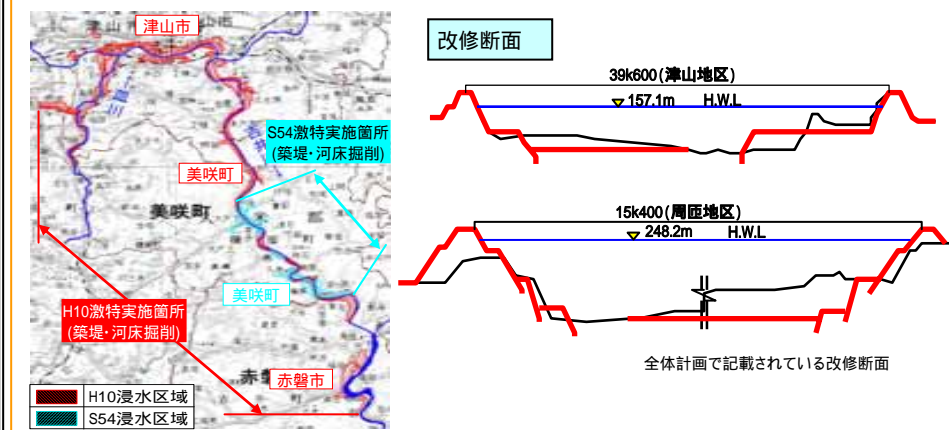 津山市
S54激特実施箇所
(築堤・河床掘削)
美咲町
美咲町
美咲町
H10激特実施箇所
(築堤・河床掘削)
赤磐市
H10浸水区域
S54浸水区域
改修断面
39k600(津山地区)
157.1m H.W.L
15k400(周匝地区)
248.2m H.W.L
全体計画で記載されている改修断面